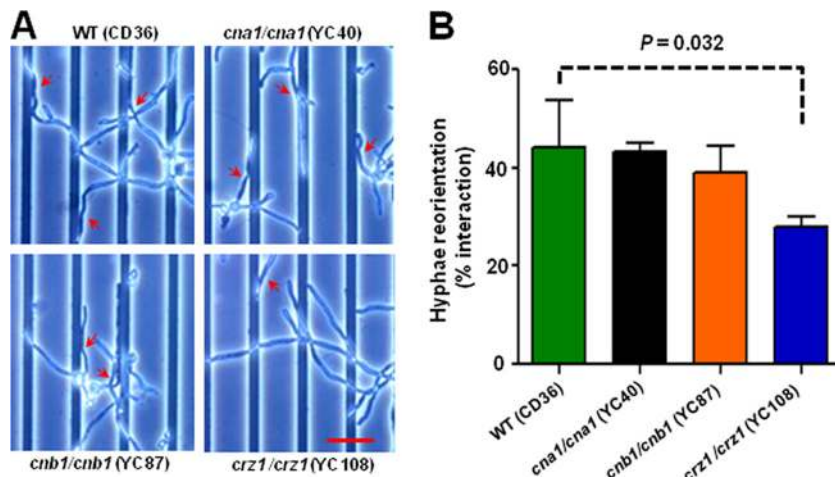 A
WT (CD36)
cna1/cna1 (YC40)
cnb1/cnb1 (YC87)
crz1/crz1 (YC108)
B
P = 0.032
60
40
20
0
Hyphae reorientation
(% interaction)
WT (CD36)
cna1/cna1 (YC40)
cnb1/cnb1 (YC87)
crz1/crz1 (YC108)